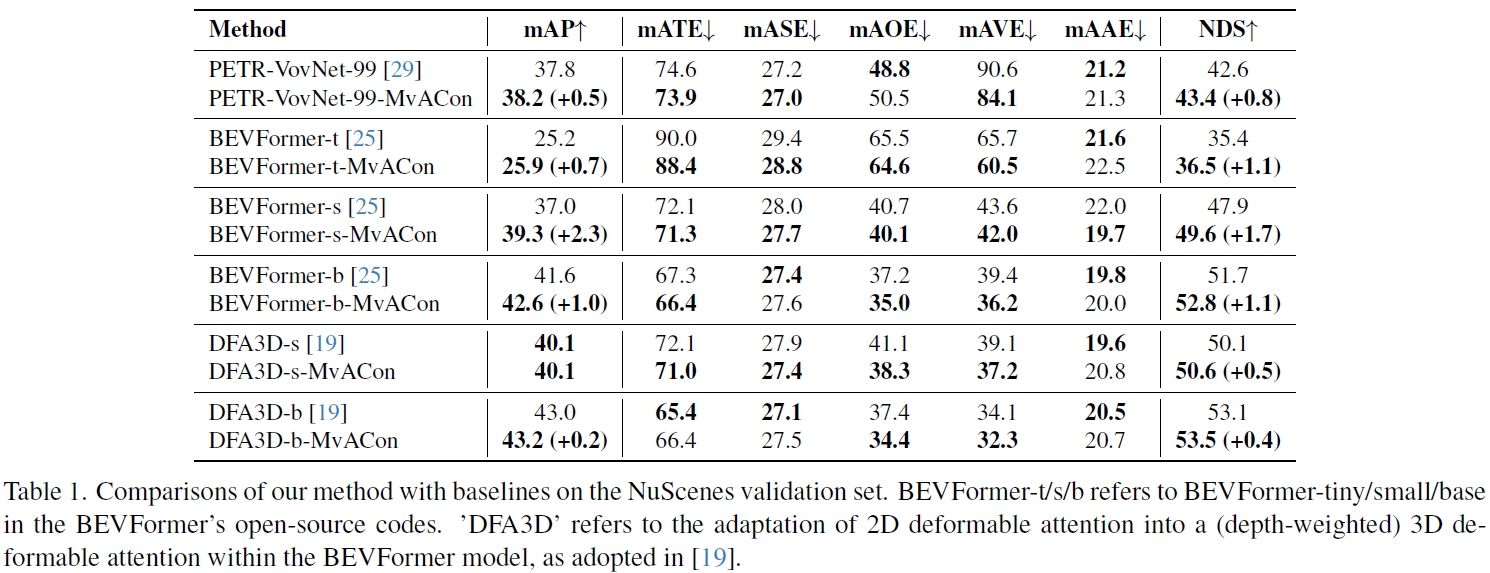 Method mAP↑ mATE↓ mASE↓ mAOE↓ mAVE↓ mAAE↓ NDS↑
PETR-VovNet-99 [29] 37.8 74.6 27.2 48.8 90.6 21.2 42.6
PETR-VovNet-99-MvACon 38.2 (+0.5) 73.9 27.0 50.5 84.1 21.3 43.4 (+0.8)
BEVFormer-t [25] 25.2 90.0 29.4 65.5 65.7 21.6 35.4
BEVFormer-t-MvACon 25.9 (+0.7) 88.4 28.8 64.6 60.5 22.5 36.5 (+1.1)
BEVFormer-s [25] 37.0 72.1 28.0 40.7 43.6 22.0 47.9
BEVFormer-s-MvACon 39.3 (+2.3) 71.3 27.7 40.1 42.0 19.7 49.6 (+1.7)
BEVFormer-b [25] 41.6 67.3 27.4 37.2 39.4 19.8 51.7
BEVFormer-b-MvACon 42.6 (+1.0) 66.4 27.6 35.0 36.2 20.0 52.8 (+1.1)
DFA3D-s [19] 40.1 72.1 27.9 41.1 39.1 19.6 50.1
DFA3D-s-MvACon 40.1 71.0 27.4 38.3 37.2 20.8 50.6 (+0.5)
DFA3D-b [19] 43.0 65.4 27.1 37.4 34.1 20.5 53.1
DFA3D-b-MvACon 43.2 (+0.2) 66.4 27.5 34.4 32.3 20.7 53.5 (+0.4)
Table 1. Comparisons of our method with baselines on the NuScenes validation set. BEVFormer-t/s/b refers to BEVFormer-tiny/small/base
in the BEVFormer's open-source codes. 'DFA3D' refers to the adaptation of 2D deformable attention into a (depth-weighted) 3D de-
formable attention within the BEVFormer model, as adopted in [19].